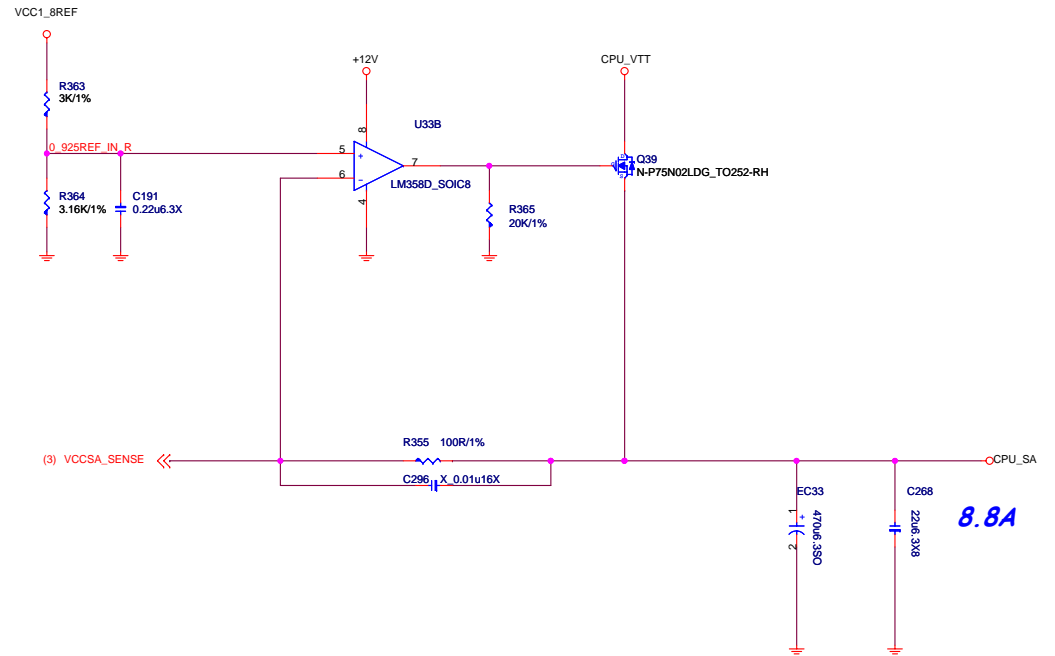 VCC1_8REF
+12V
CPU_VTT
R363
3K/1%
U33B
8
0_925REF_IN_R
5
+
7
6
-
Q39
N-P75N02LDG_TO252-RH
LM358D_SOIC8
4
R364
3.16K/1%
C191
0.22u6.3X
R365
20K/1%
R355 100R/1%
(3) VCCSA_SENSE
CPU_SA
C296 X_0.01u16X
EC33
C268
1
+
2
470u6.3SO
22u6.3X8
8.8A